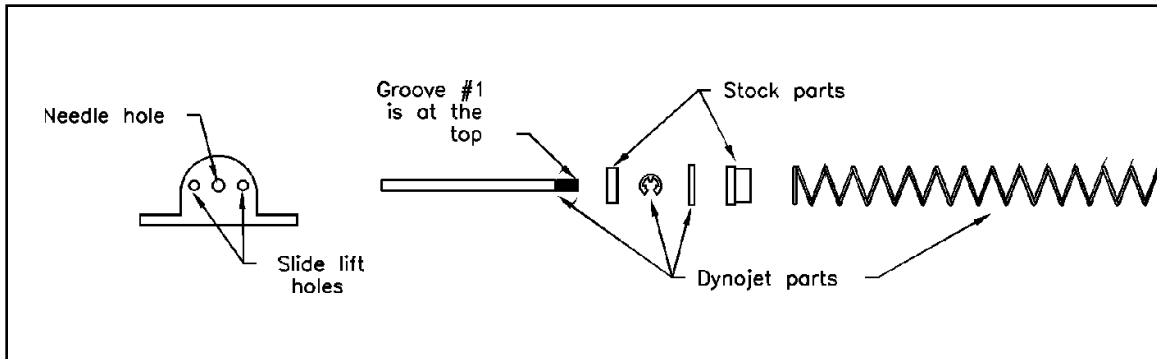 Needle hole
Slide lift
holes
Groove #1
is at the
top
Stock parts
Dynojet parts